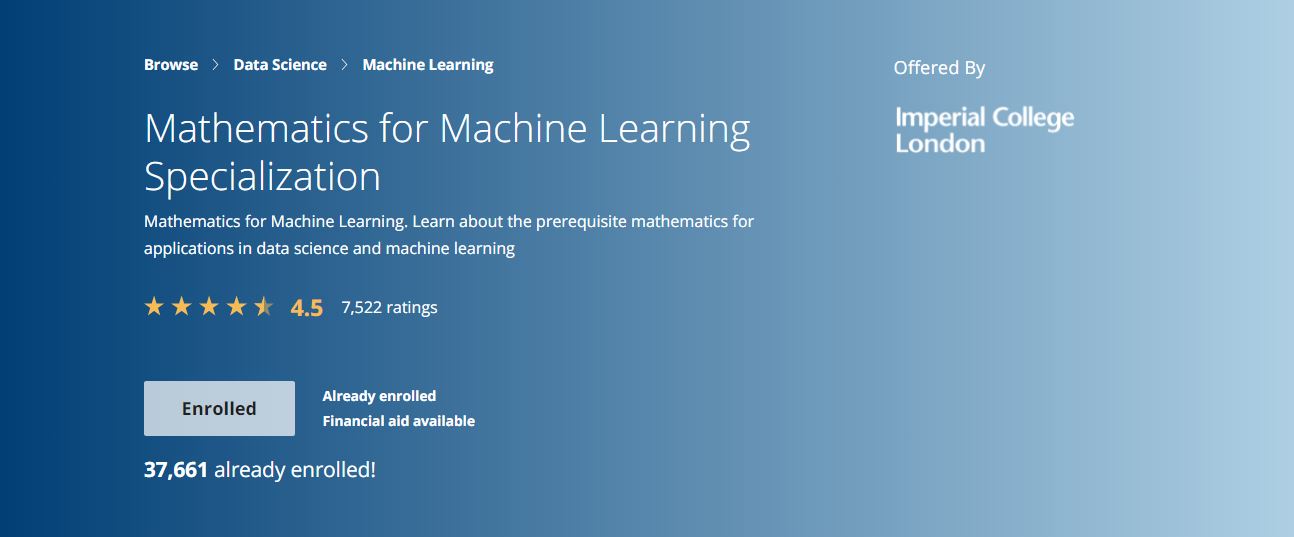 Browse > Data Science > Machine Learning
Offered By
Imperial College
London
Mathematics for Machine Learning
Specialization
Mathematics for Machine Learning. Learn about the prerequisite mathematics for
applications in data science and machine learning
4.5 7,522 ratings
Enrolled
Already enrolled
Financial aid available
37,661 already enrolled!